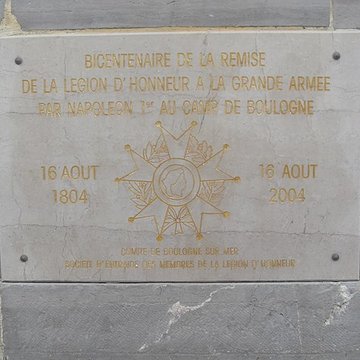 BICENTENAIRE DE LA REMISE
DE LA LEGION D'HONNEUR A LA GRANDE ARMEE
PAR NAPOLEON 1er AU CAMP DE BOULOGNE
16 AOUT
1804
16 AOUT
2004
COMITE DE BOULOGNE SUR MER
SOCIETE D'ENTRAIDE DES MEMBRES DE LA LEGION D'HONNEUR